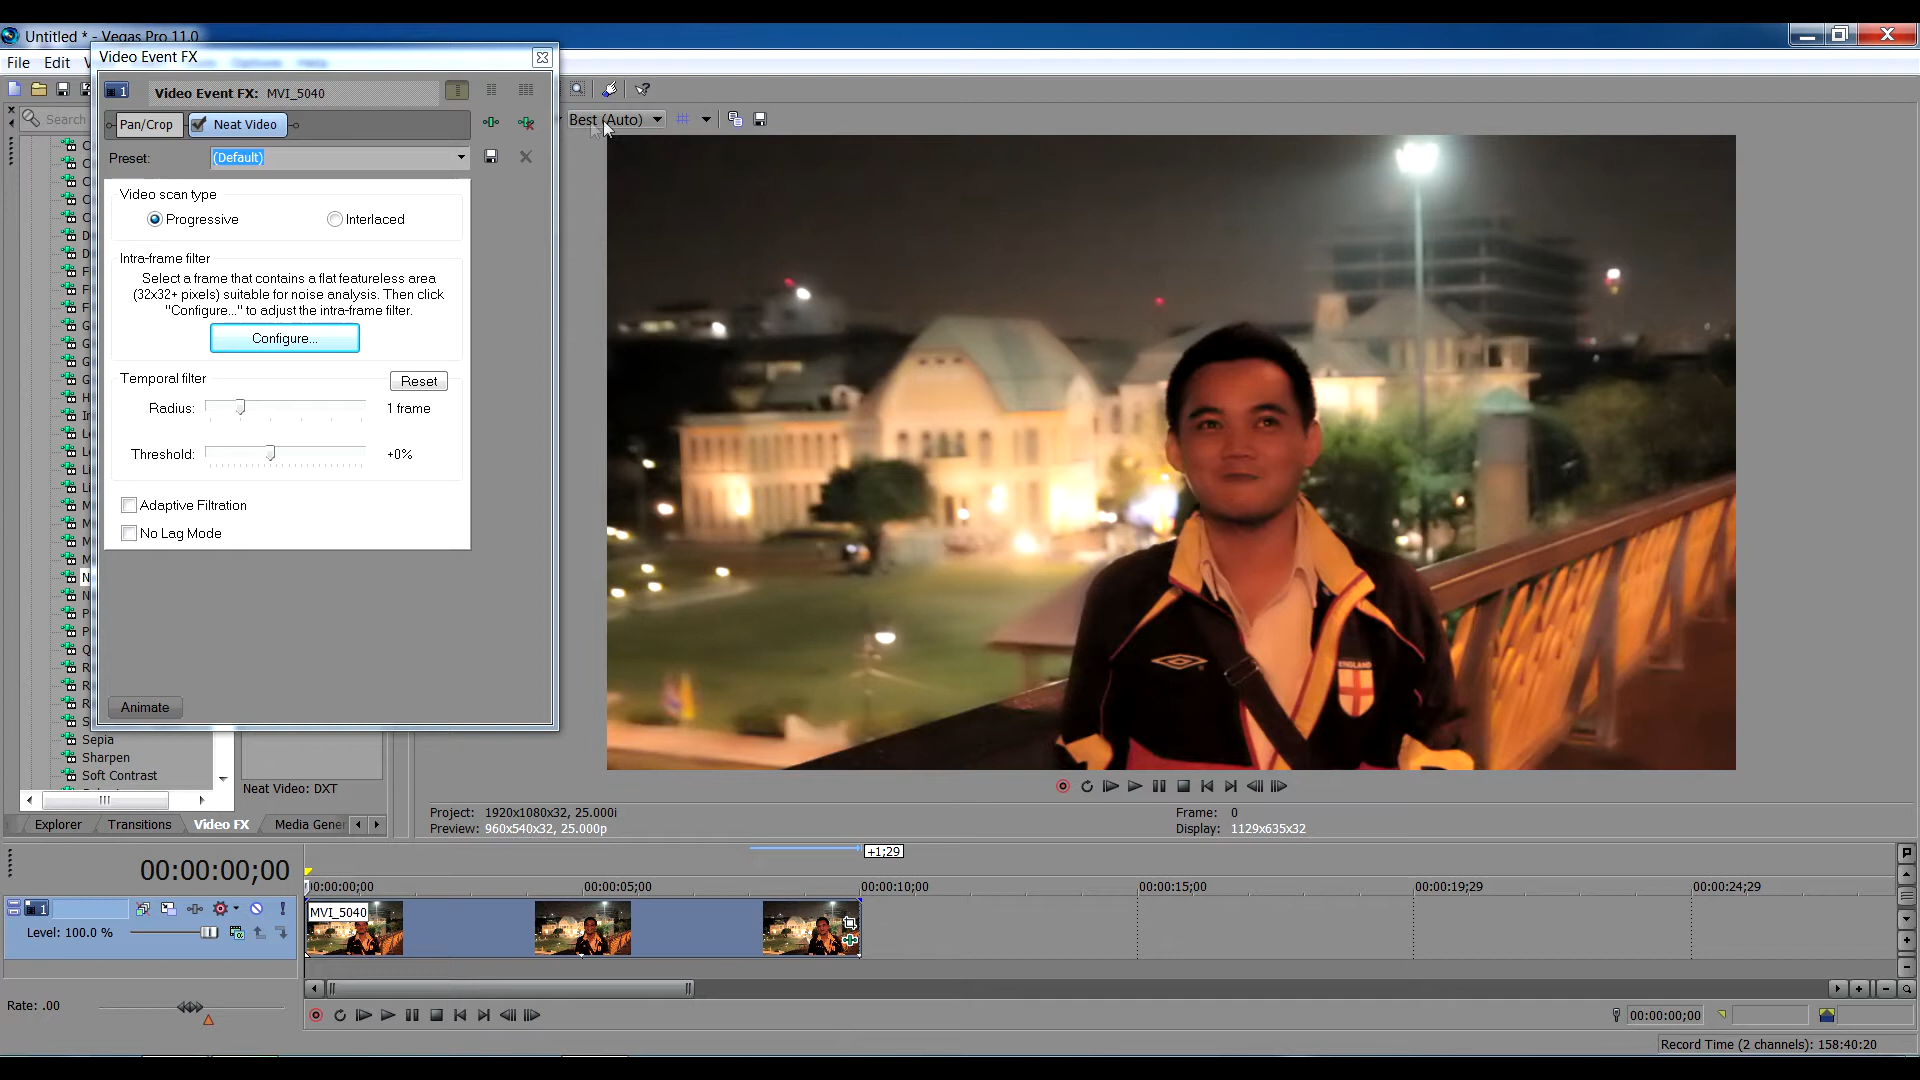 Untitled * - Vegas Pro 11.0
File Edit
Video Event FX
Video Event FX: MVI_5040
Pan/Crop Neat Video
Preset: (Default)
Search
Best (Auto)
Video scan type
Progressive Interlaced
Intra-frame filter
Select a frame that contains a flat featureless area
(32x32+ pixels) suitable for noise analysis. Then click
"Configure..." to adjust the intra-frame filter.
Configure...
Temporal filter
Reset
Radius: 1 frame
Threshold: +0%
Adaptive Filtration
No Lag Mode
Animate
ENGLAND
Sepia
Sharpen
Soft Contrast
Neat Video: DXT
Explorer Transitions Video FX Media Gener
Project: 1920x1080x32, 25.000i
Preview: 960x540x32, 25.000p
Frame: 0
Display: 1129x635x32
+1;29
00:00:00;00
00:00:00;00 00:00:05;00 00:00:10;00 00:00:15;00 00:00:19;29 00:00:24;29
1
MVI_5040
Level: 100.0 %
Rate: .00
00:00:00;00
Record Time (2 channels): 158:40:20